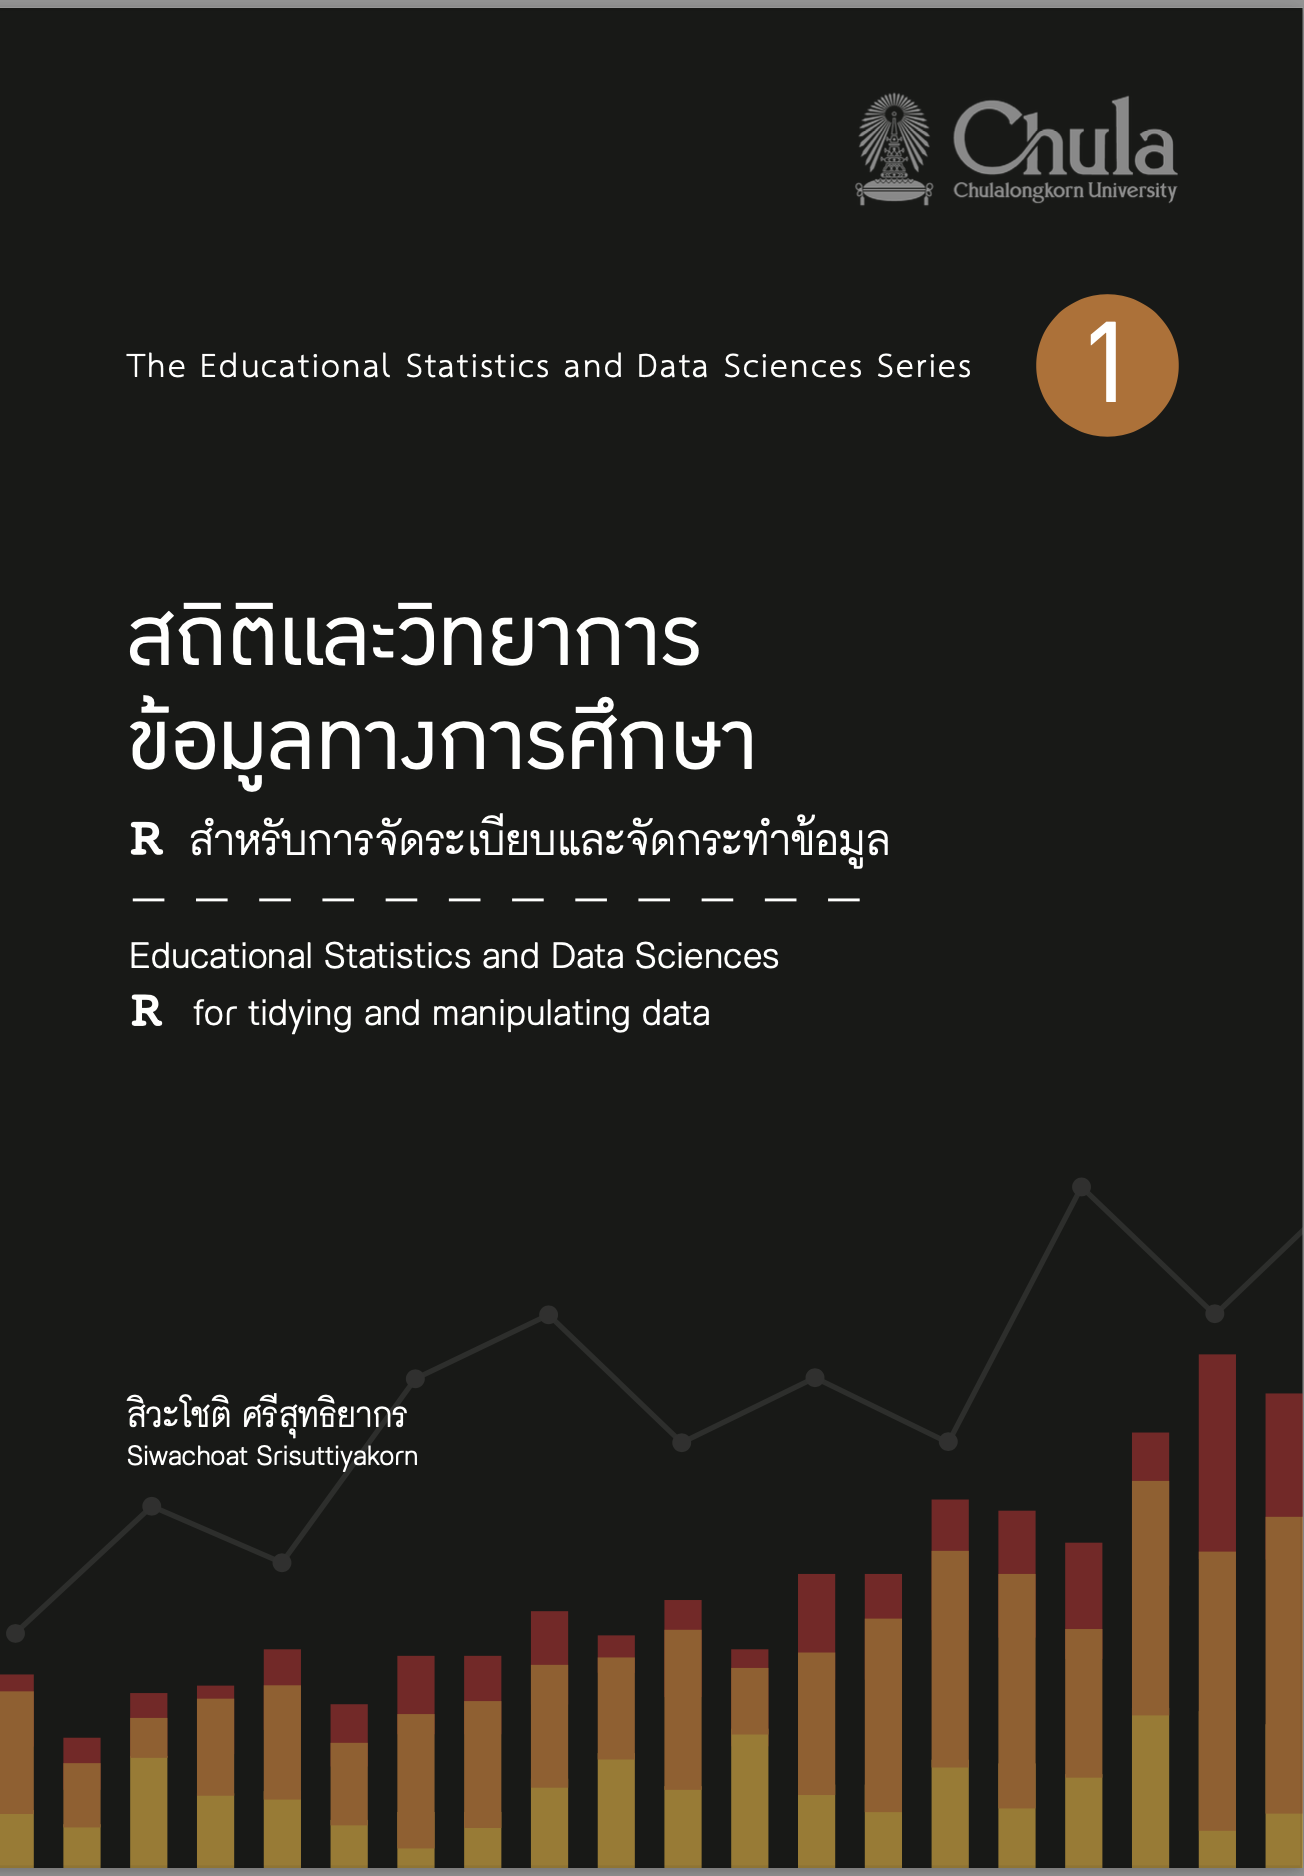 Chula
Chulalongkorn University
The Educational Statistics and Data Sciences Series
1
สถิติและวิทยาการ
ข้อมูลทางการศึกษา
R สำหรับการจัดระเบียบและจัดกระทำข้อมูล
Educational Statistics and Data Sciences
R for tidying and manipulating data
สิวะโชติ ศรีสุทธิยากร
Siwachoat Srisuttiyakorn